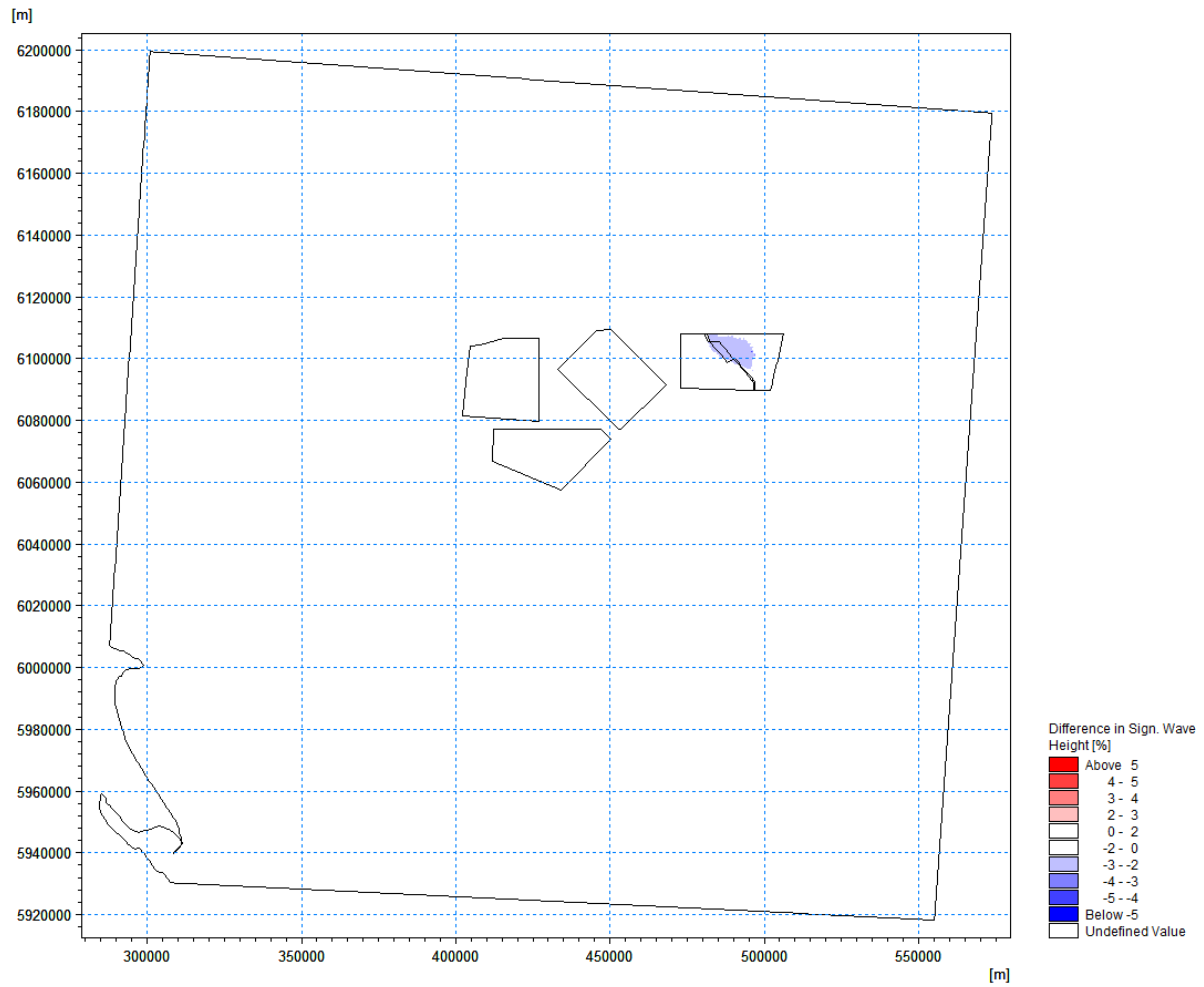 [m]
6200000
6180000
6160000
6140000
6120000
6100000
6080000
6060000
6040000
6020000
6000000
5980000
5960000
5940000
5920000
300000 350000 400000 450000 500000 550000
[m]
Difference in Sign. Wave
Height [%]
Above 5
4 - 5
3 - 4
2 - 3
0 - 2
-2 - 0
-3 - -2
-4 - -3
-5 - -4
Below -5
Undefined Value